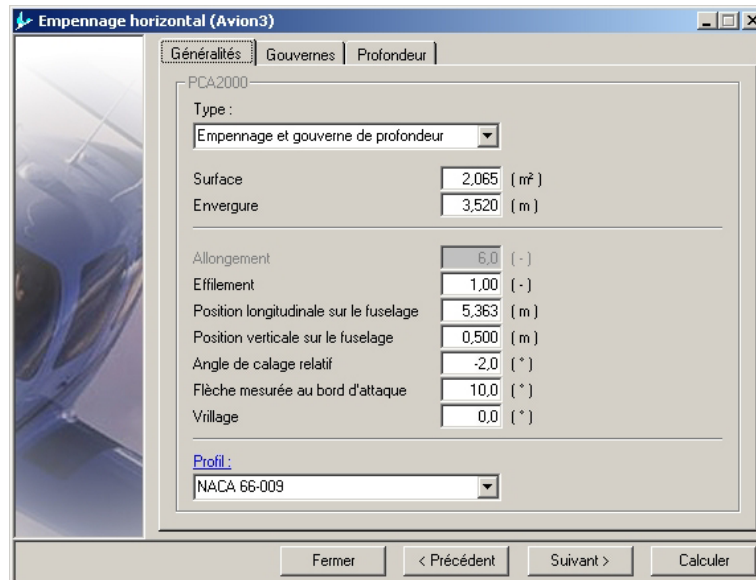 Empennage horizontal (Avion3)
Généralités Gouvernes Profondeur
PCA2000
Type :
Empennage et gouverne de profondeur
Surface 2,065 ( m² )
Envergure 3,520 ( m )
Allongement 6,0 ( - )
Effilement 1,00 ( - )
Position longitudinale sur le fuselage 5,363 ( m )
Position verticale sur le fuselage 0,500 ( m )
Angle de calage relatif -2,0 ( ° )
Flèche mesurée au bord d'attaque 10,0 ( ° )
Vrillage 0,0 ( ° )
Profil :
NACA 66-009
Fermer < Précédent Suivant > Calculer